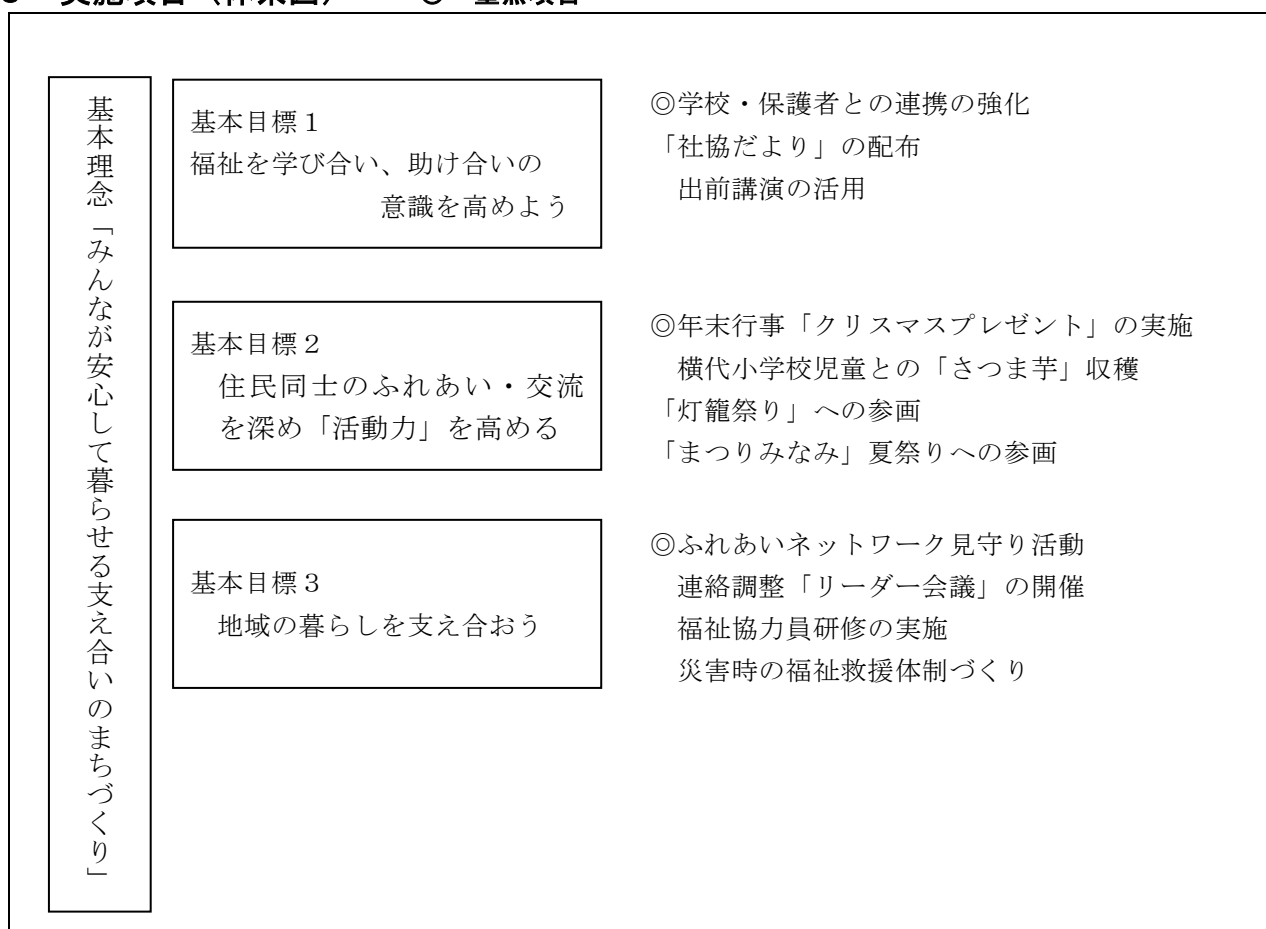 基本理念「みんなが安心して暮らせる支え合いのまちづくり」
基本目標１
福祉を学び合い、助け合いの
意識を高めよう
◎学校・保護者との連携の強化
「社協だより」の配布
出前講演の活用
基本目標２
住民同士のふれあい・交流
を深め「活動力」を高める
◎年末行事「クリスマスプレゼント」の実施
横代小学校児童との「さつま芋」収穫
「灯籠祭り」への参画
「まつりみなみ」夏祭りへの参画
基本目標３
地域の暮らしを支え合おう
◎ふれあいネットワーク見守り活動
連絡調整「リーダー会議」の開催
福祉協力員研修の実施
災害時の福祉救援体制づくり